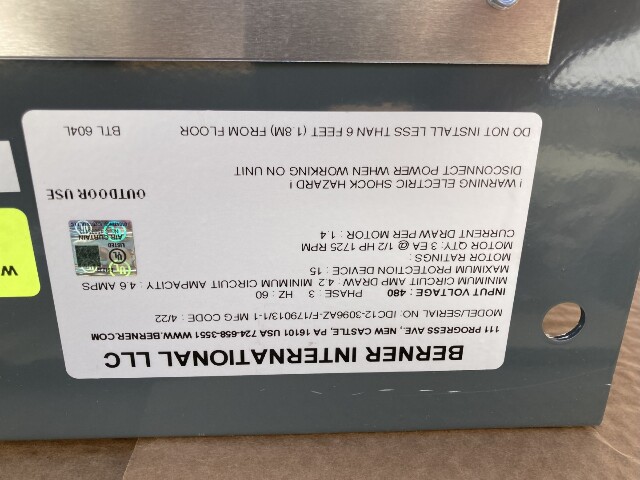 BERNER INTERNATIONAL LLC
111 PROGRESS AVE, NEW CASTLE, PA 16101 USA 724-658-3551 WWW.BERNER.COM
MODEL/SERIAL NO: IDC12-3096AZ-F/179013/1-1 MFG CODE : 4/22
INPUT VOLTAGE : 480 PHASE : 3 HZ : 60
MINIMUM CIRCUIT AMP DRAW : 4.2 MINIMUM CIRCUIT AMPACITY : 4.6 AMPS
MAXIMUM PROTECTION DEVICE : 15
MOTOR RATINGS:
MOTOR QTY: 3 EA @ 1/2 HP 1725 RPM
CURRENT DRAW PER MOTOR : 1.4
LISTED
AIR CURTAIN
OUTDOOR USE
! WARNING ELECTRIC SHOCK HAZARD !
DISCONNECT POWER WHEN WORKING ON UNIT
DO NOT INSTALL LESS THAN 6 FEET (1.8M) FROM FLOOR
BTL 604L
W